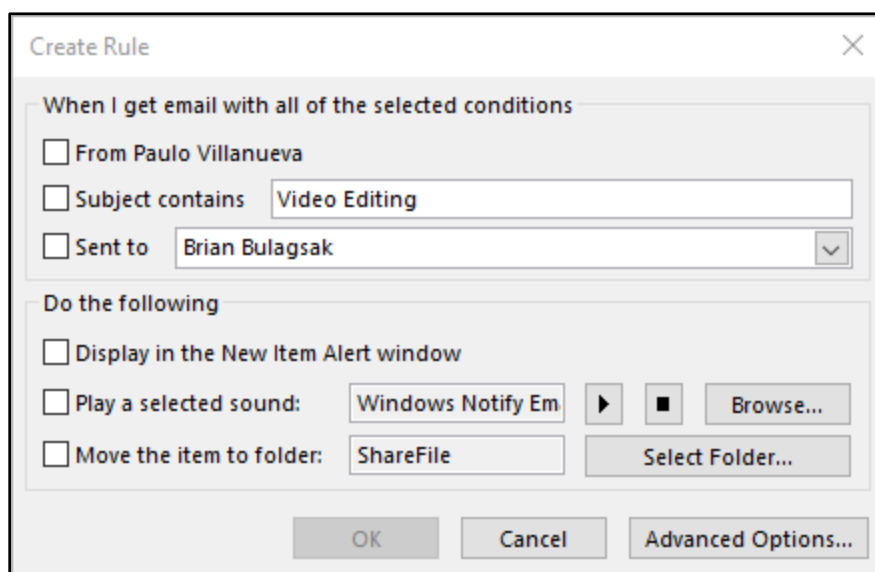 Create Rule
When I get email with all of the selected conditions
From Paulo Villanueva
Subject contains Video Editing
Sent to Brian Bulagsak
Do the following
Display in the New Item Alert window
Play a selected sound: Windows Notify Em Browse...
Move the item to folder: ShareFile Select Folder...
OK Cancel Advanced Options...